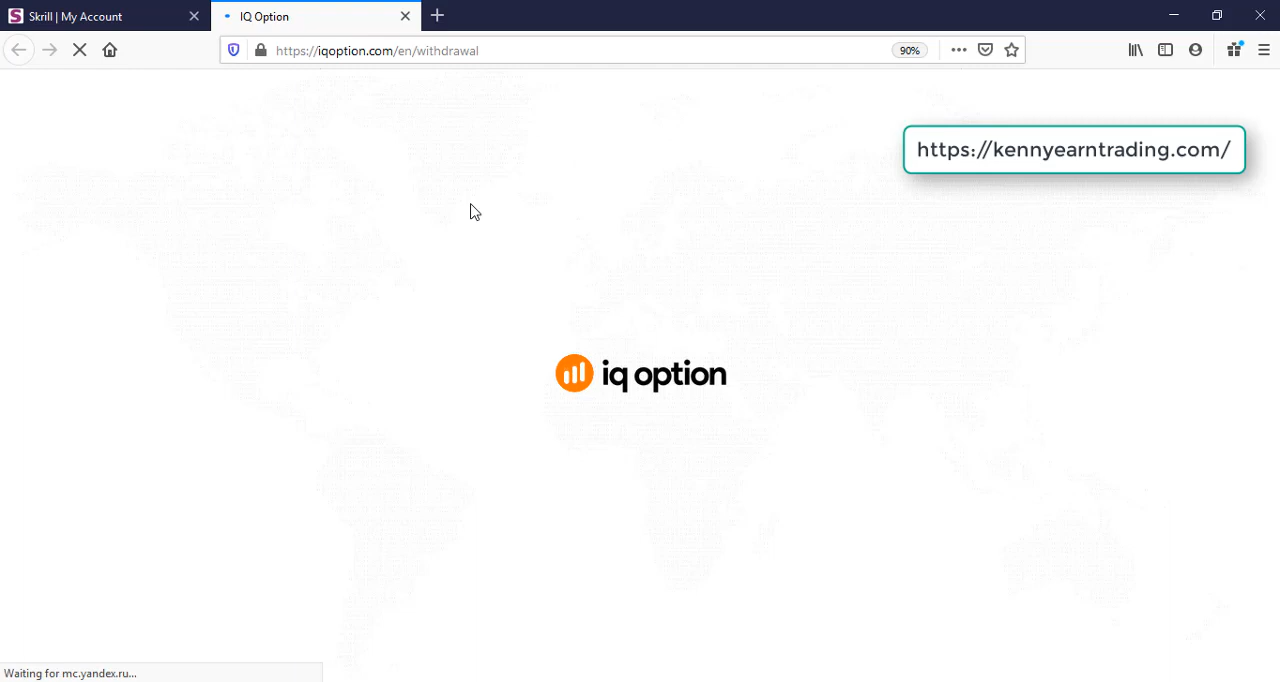 Skrill | My Account
IQ Option
https://iqoption.com/en/withdrawal
90%
https://kennyearntrading.com/
iq option
Waiting for mc.yandex.ru...